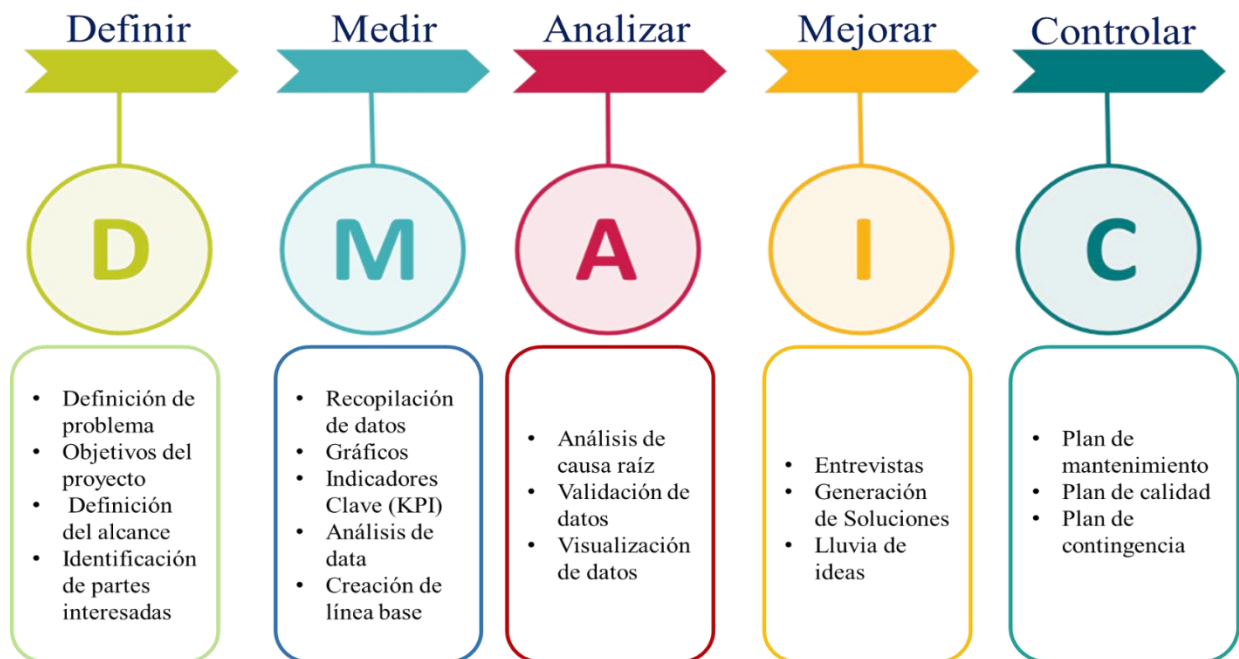 Definir
Medir
Analizar
Mejorar
Controlar
D
M
A
I
C
• Definición de
problema
• Objetivos del
proyecto
• Definición
del alcance
• Identificación
de partes
interesadas
• Recopilación
de datos
• Gráficos
• Indicadores
Clave (KPI)
• Análisis de
data
• Creación de
línea base
• Análisis de
causa raíz
• Validación de
datos
• Visualización
de datos
• Entrevistas
• Generación
de Soluciones
• Lluvia de
ideas
• Plan de
mantenimiento
• Plan de calidad
• Plan de
contingencia